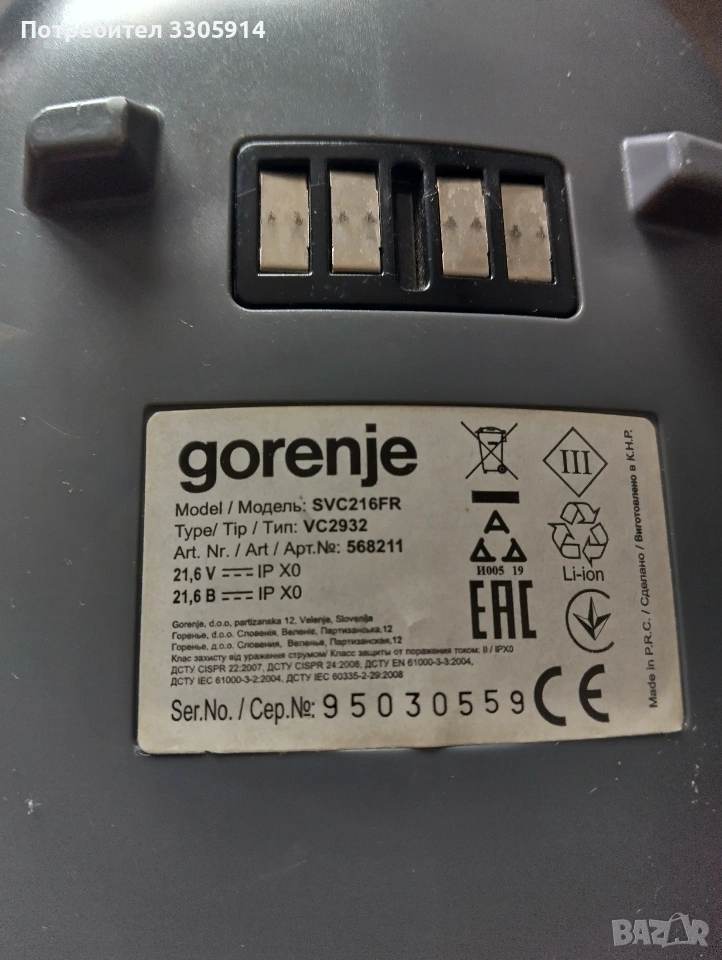 Потребител 3305914
gorenje
Model / Модель: SVC216FR
Type/ Tip / Тип: VC2932
Art. Nr. / Art / Арт.№: 568211
21,6 V IP X0
21,6 В IP X0
III
И005 19
Li-ion
EAC
Gorenje, d.o.o, partizanska 12, Velenje, Slovenija
Горенье, d.o.o. Словенія, Веленіє, Партизанська,12
Горенье, д.о.о. Словения, Веленье, Партизанская,12
Клас захисту від ураження струмом/ Класс защиты от поражения током: II / IPX0
ДСТУ CISPR 22:2007, ДСТУ CISPR 24:2008, ДСТУ EN 61000-3-3:2004,
ДСТУ IEC 61000-3-2:2004, ДСТУ IEC 60335-2-29:2008
Ser.No. / Сер.№: 95030559
CE
Made in P.R.C. / Сделано / Виготовлено в К.Н.Р.
BAZAR